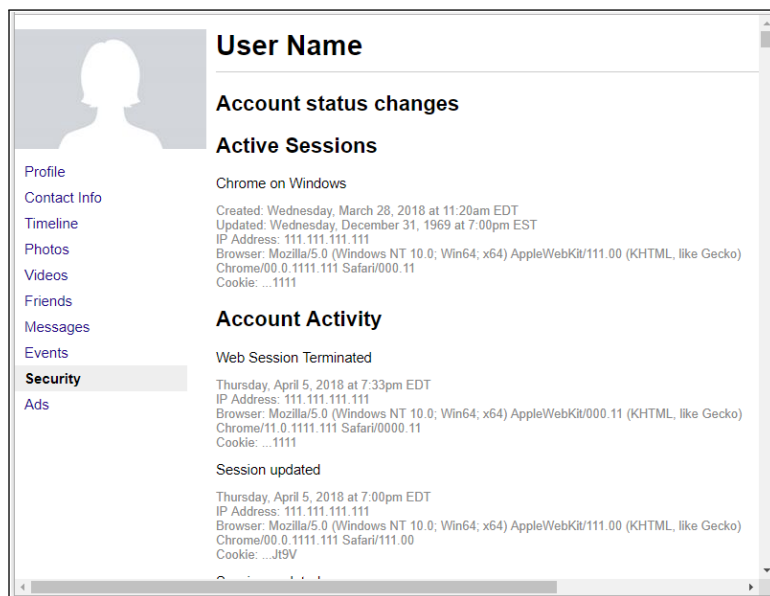 User Name
Account status changes
Active Sessions
Profile
Contact Info
Timeline
Photos
Videos
Friends
Messages
Events
Security
Ads
Chrome on Windows
Created: Wednesday, March 28, 2018 at 11:20am EDT
Updated: Wednesday, December 31, 1969 at 7:00pm EST
IP Address: 111.111.111.111
Browser: Mozilla/5.0 (Windows NT 10.0; Win64; x64) AppleWebKit/111.00 (KHTML, like Gecko)
Chrome/00.0.1111.111 Safari/000.11
Cookie: ...1111
Account Activity
Web Session Terminated
Thursday, April 5, 2018 at 7:33pm EDT
IP Address: 111.111.111.111
Browser: Mozilla/5.0 (Windows NT 10.0; Win64; x64) AppleWebKit/000.11 (KHTML, like Gecko)
Chrome/11.0.1111.111 Safari/0000.11
Cookie: ...1111
Session updated
Thursday, April 5, 2018 at 7:00pm EDT
IP Address: 111.111.111.111
Browser: Mozilla/5.0 (Windows NT 10.0; Win64; x64) AppleWebKit/111.00 (KHTML, like Gecko)
Chrome/00.0.1111.111 Safari/111.00
Cookie: ...Jt9V